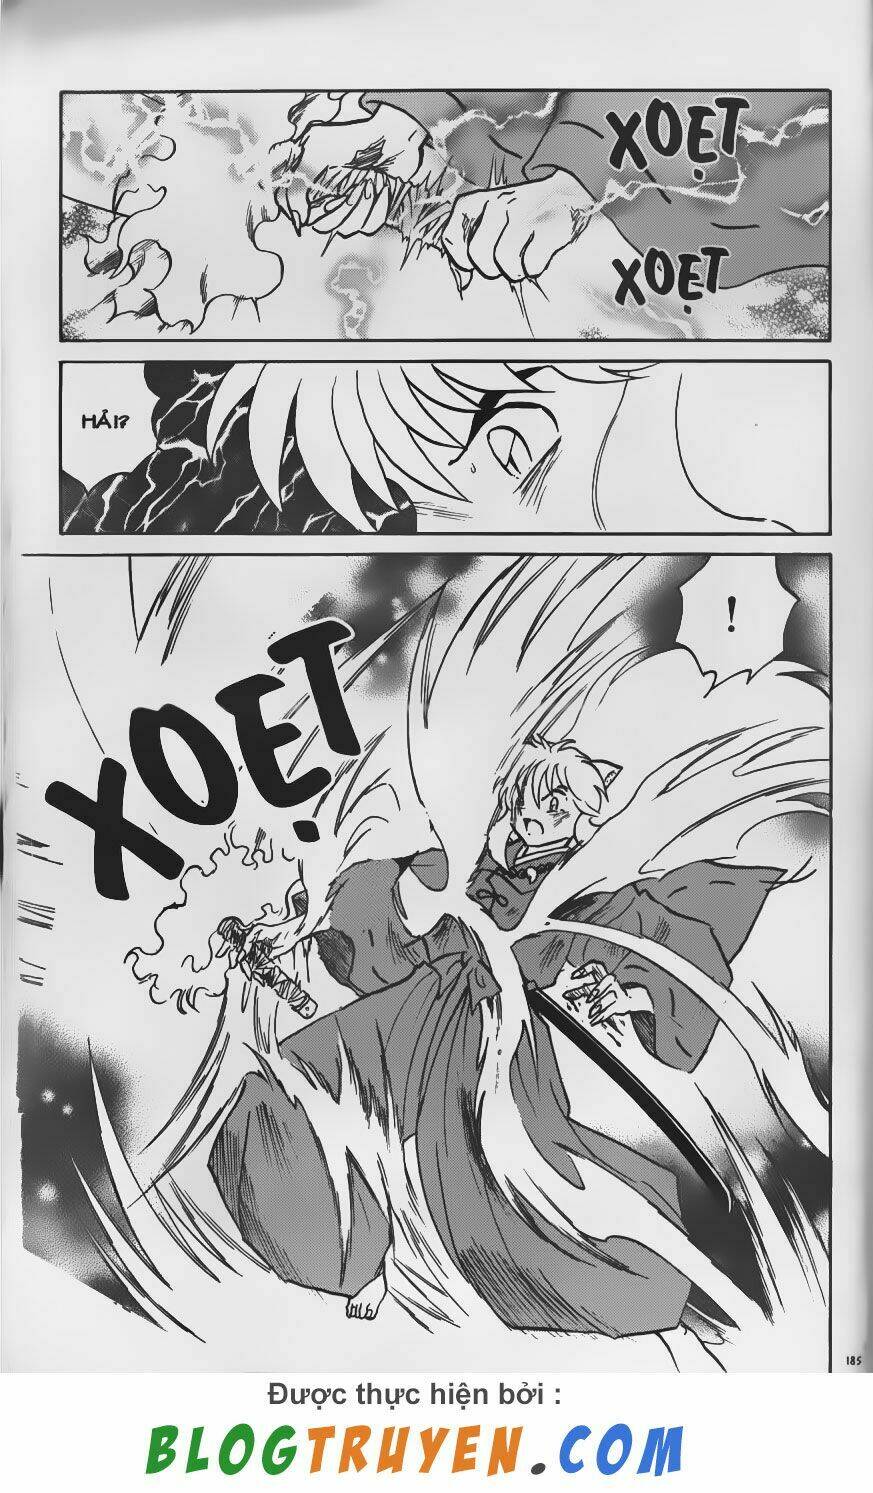 XOẸT
XOẸT
HẢ!?
!
XOẸT
185
Được thực hiện bởi :
BLOGTRUYEN.COM